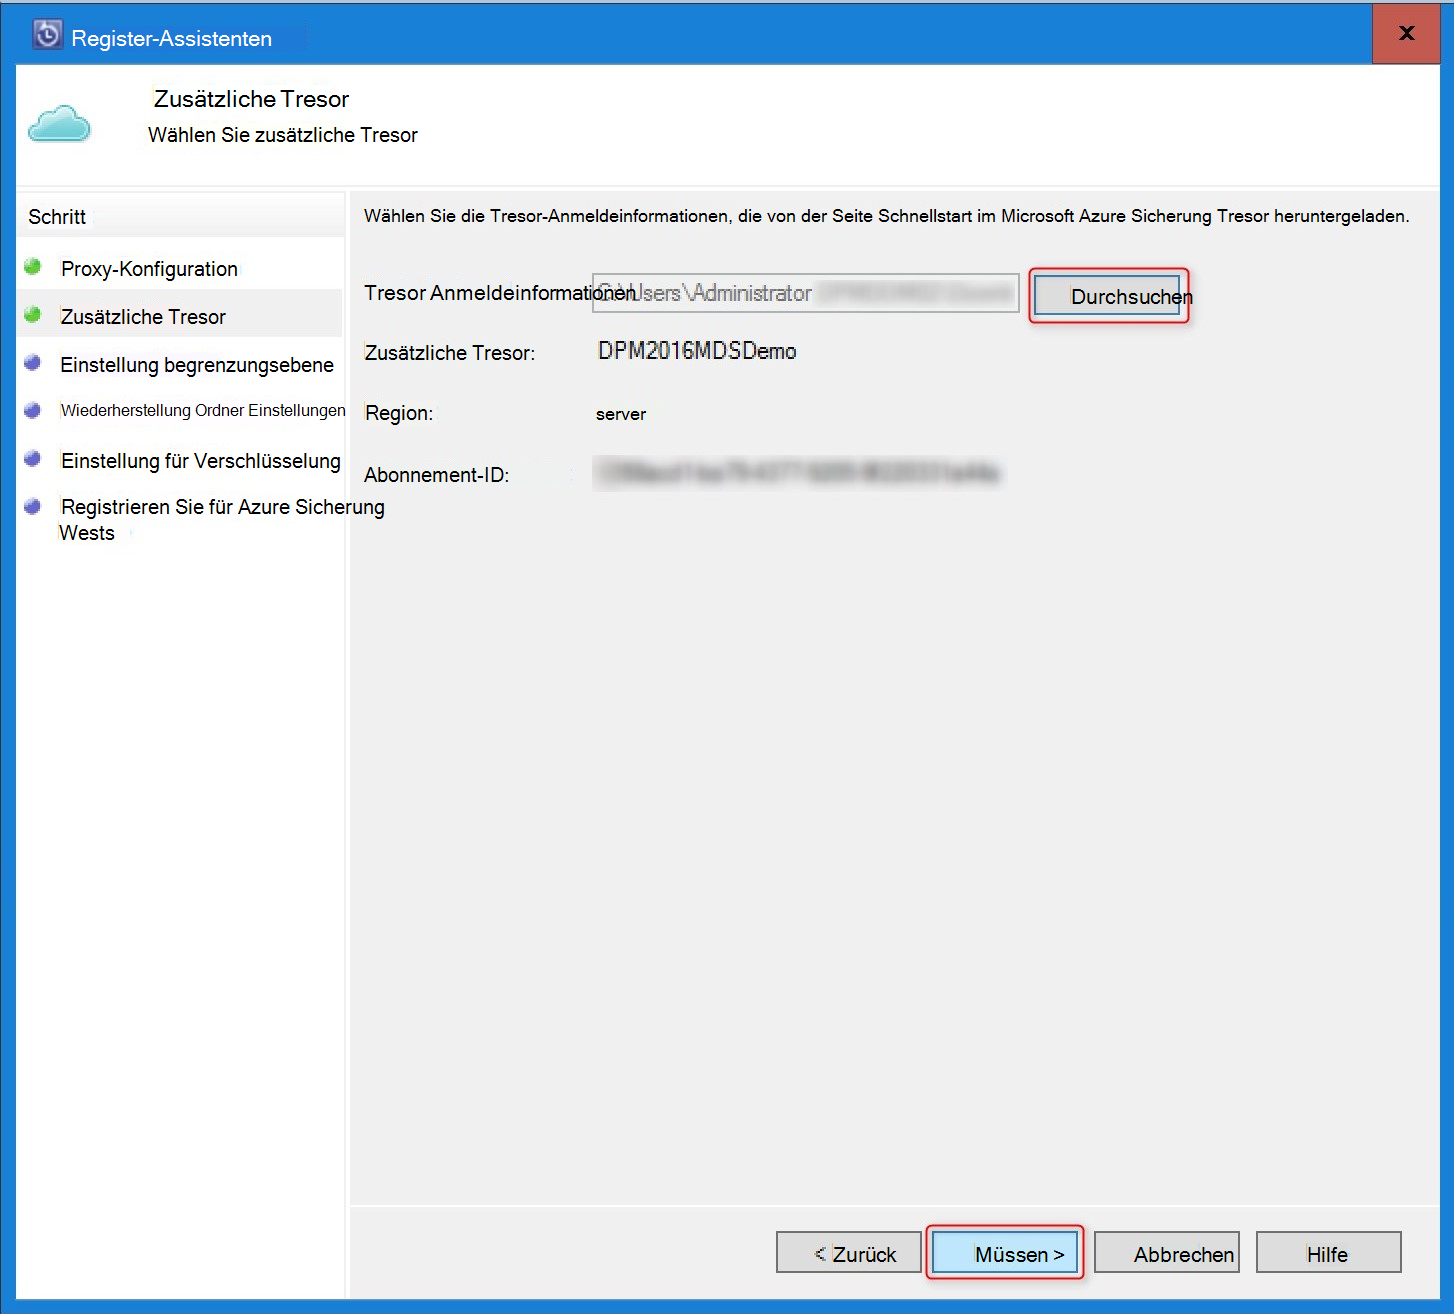 Register-Assistenten
x
Zusätzliche Tresor
Wählen Sie zusätzliche Tresor
Schritt
Proxy-Konfiguration
Zusätzliche Tresor
Einstellung begrenzungsebene
Wiederherstellung Ordner Einstellungen
Einstellung für Verschlüsselung
Registrieren Sie für Azure Sicherung
Wests
Wählen Sie die Tresor-Anmeldeinformationen, die von der Seite Schnellstart im Microsoft Azure Sicherung Tresor heruntergeladen.
Tresor Anmeldeinformationen C:\Users\Administrator Durchsuchen
Zusätzliche Tresor: DPM2016MDSDemo
Region: server
Abonnement-ID:
< Zurück Müssen > Abbrechen Hilfe